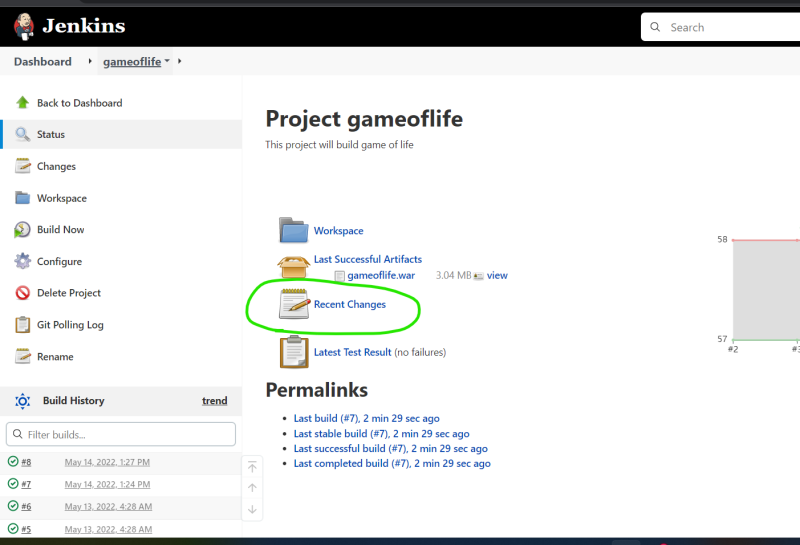 Jenkins
Search
Dashboard gameoflife
Back to Dashboard
Status
Changes
Workspace
Build Now
Configure
Delete Project
Git Polling Log
Rename
Build History trend
Filter builds...
#8 May 14, 2022, 1:27 PM
#7 May 14, 2022, 1:24 PM
#6 May 13, 2022, 4:28 AM
#5 May 13, 2022, 4:28 AM
Project gameoflife
This project will build game of life
Workspace
Last Successful Artifacts
gameoflife.war 3.04 MB view
Recent Changes
Latest Test Result (no failures)
Permalinks
Last build (#7), 2 min 29 sec ago
Last stable build (#7), 2 min 29 sec ago
Last successful build (#7), 2 min 29 sec ago
Last completed build (#7), 2 min 29 sec ago
58
57
#2